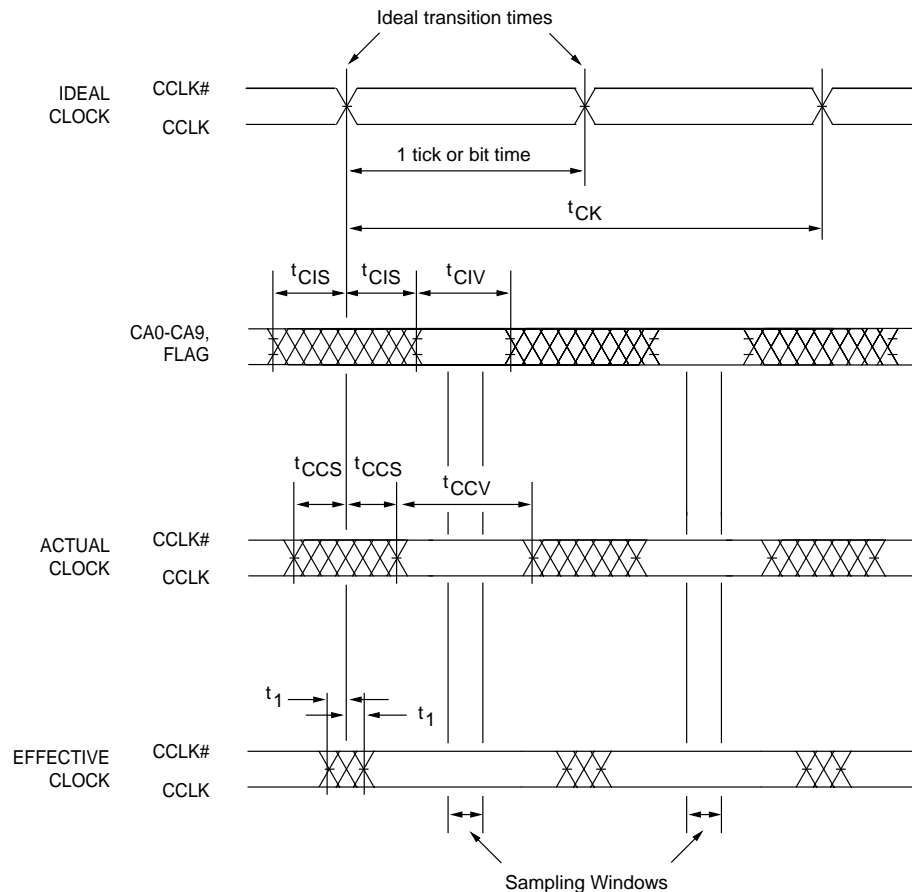 Ideal transition times
IDEAL
CLOCK
CCLK#
CCLK
1 tick or bit time
tCK
tCIS
tCIS
tCIV
CA0-CA9,
FLAG
tCCS
tCCS
tCCV
ACTUAL
CLOCK
CCLK#
CCLK
t1
t1
EFFECTIVE
CLOCK
CCLK#
CCLK
Sampling Windows